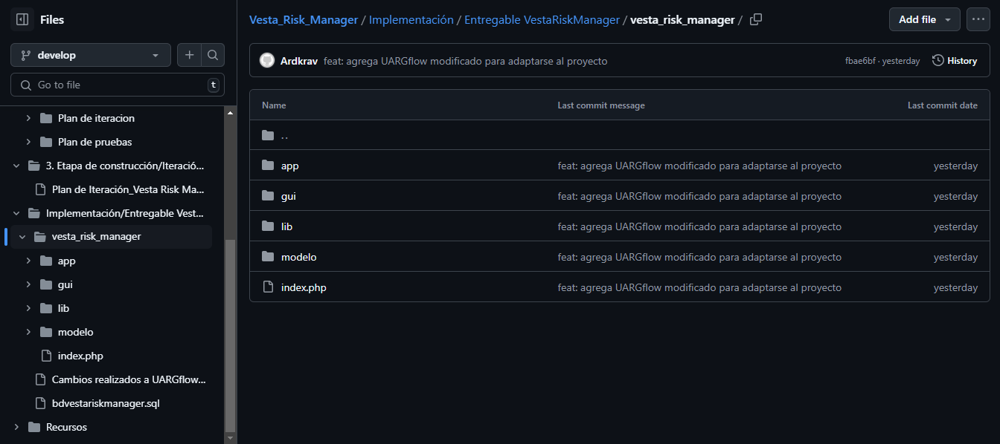 Files
develop
Go to file
t
Plan de iteracion
Plan de pruebas
3. Etapa de construcción/Iteració...
Plan de Iteración_Vesta Risk Ma...
Implementación/Entregable Vest...
vesta_risk_manager
app
gui
lib
modelo
index.php
Cambios realizados a UARGflow...
bdvestariskmanager.sql
Recursos
Vesta_Risk_Manager / Implementación / Entregable VestaRiskManager / vesta_risk_manager /
Add file
Ardkrav feat: agrega UARGflow modificado para adaptarse al proyecto fbae6bf · yesterday History
Name Last commit message Last commit date
..
app feat: agrega UARGflow modificado para adaptarse al proyecto yesterday
gui feat: agrega UARGflow modificado para adaptarse al proyecto yesterday
lib feat: agrega UARGflow modificado para adaptarse al proyecto yesterday
modelo feat: agrega UARGflow modificado para adaptarse al proyecto yesterday
index.php feat: agrega UARGflow modificado para adaptarse al proyecto yesterday